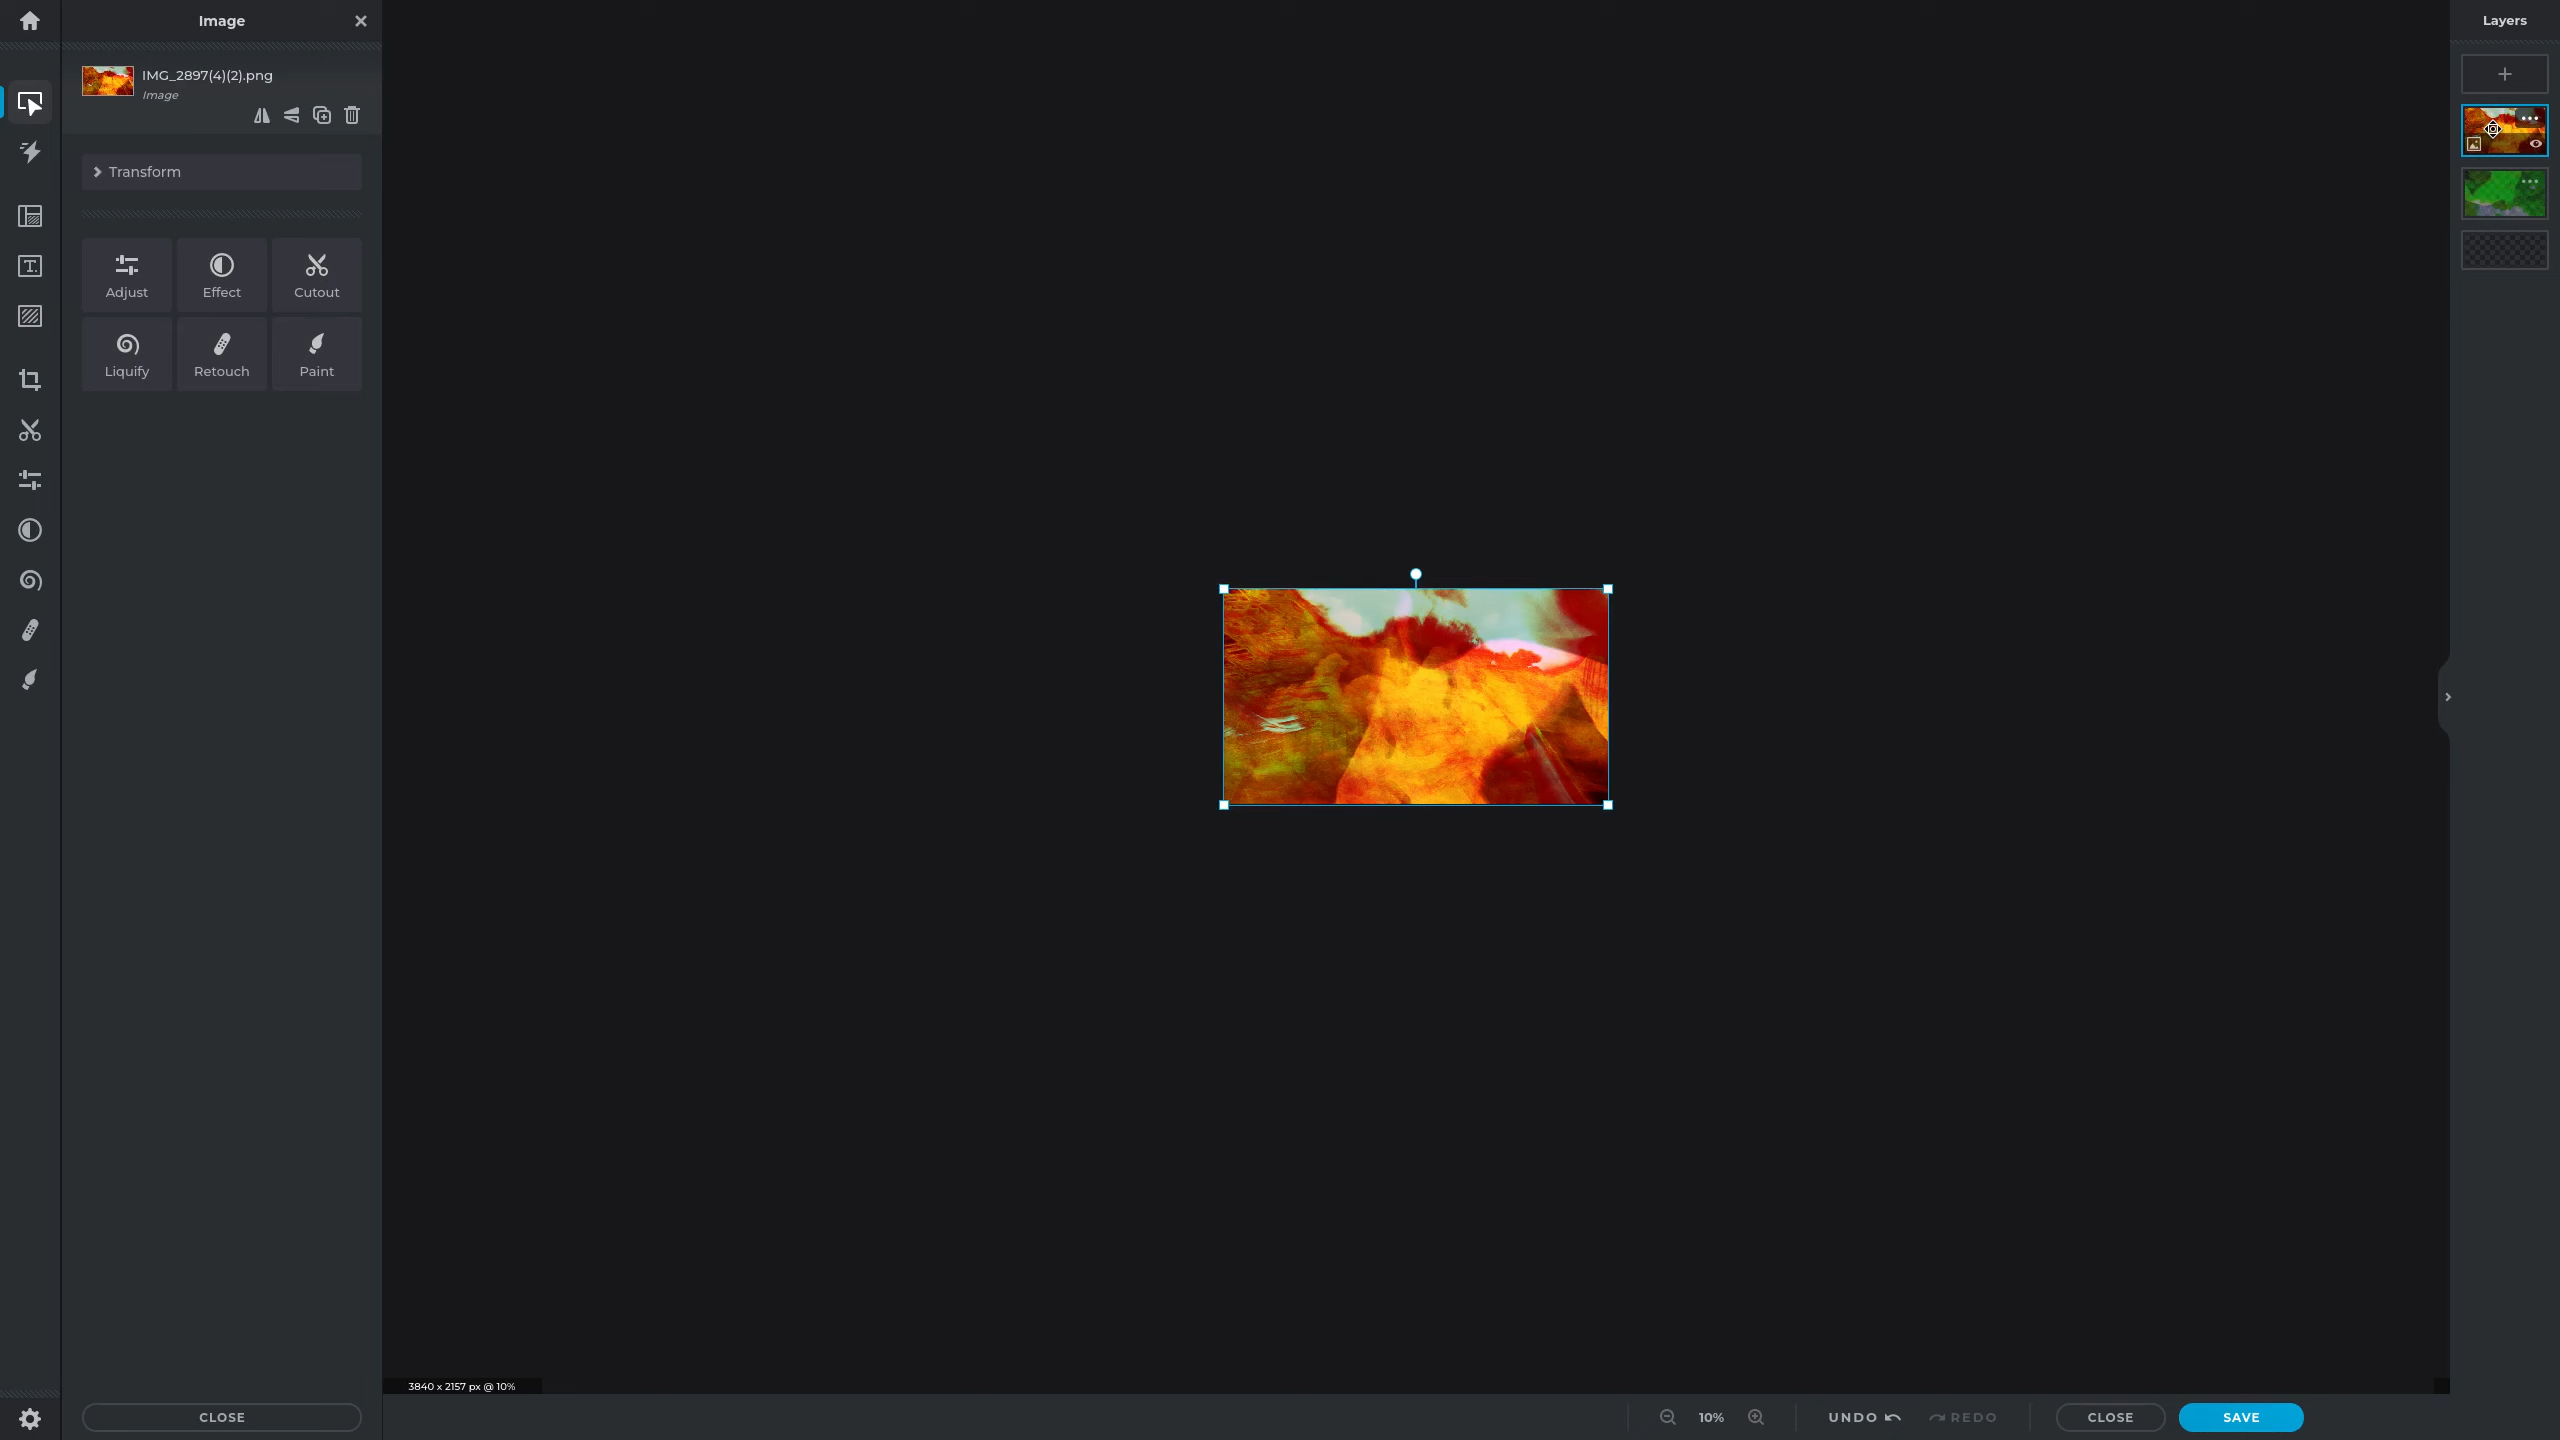 Image
Layers
IMG_2897(4)(2).png
Image
Transform
Adjust
Effect
Cutout
Liquify
Retouch
Paint
3840 x 2157 px @ 10%
CLOSE
10%
UNDO
REDO
CLOSE
SAVE